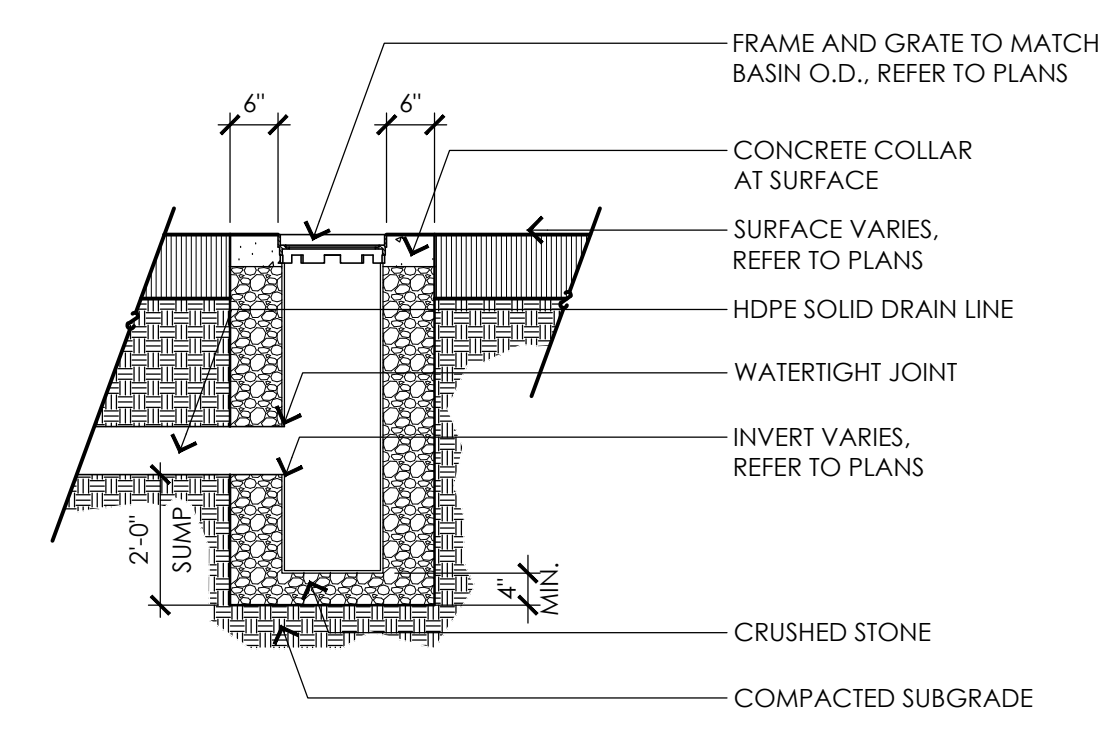 FRAME AND GRATE TO MATCH
BASIN O.D., REFER TO PLANS
6"
6"
CONCRETE COLLAR
AT SURFACE
SURFACE VARIES,
REFER TO PLANS
HDPE SOLID DRAIN LINE
WATERTIGHT JOINT
INVERT VARIES,
REFER TO PLANS
2'-0"
SUMP
4"
MIN.
CRUSHED STONE
COMPACTED SUBGRADE